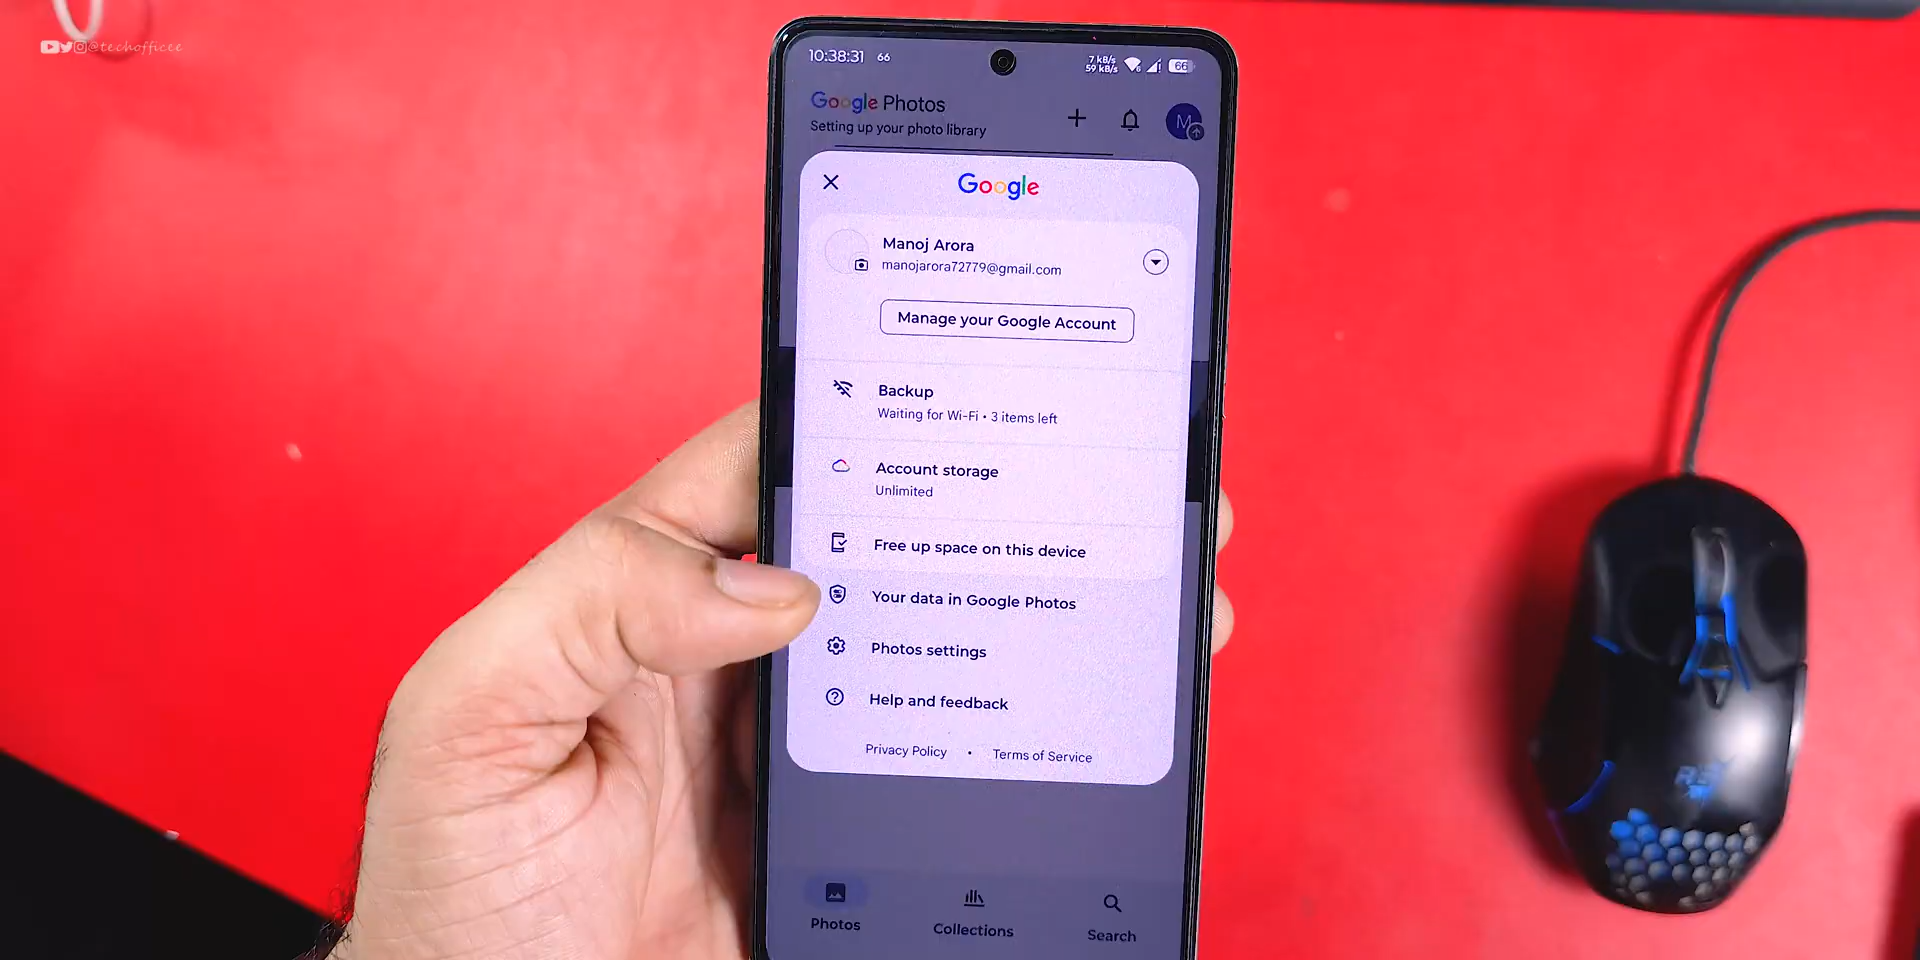 @techofficee
10:38:31 66
7 kB/s
59 kB/s
66
Google Photos
Setting up your photo library
M
Google
Manoj Arora
manojarora72779@gmail.com
Manage your Google Account
Backup
Waiting for Wi-Fi • 3 items left
Account storage
Unlimited
Free up space on this device
Your data in Google Photos
Photos settings
Help and feedback
Privacy Policy • Terms of Service
Photos
Collections
Search